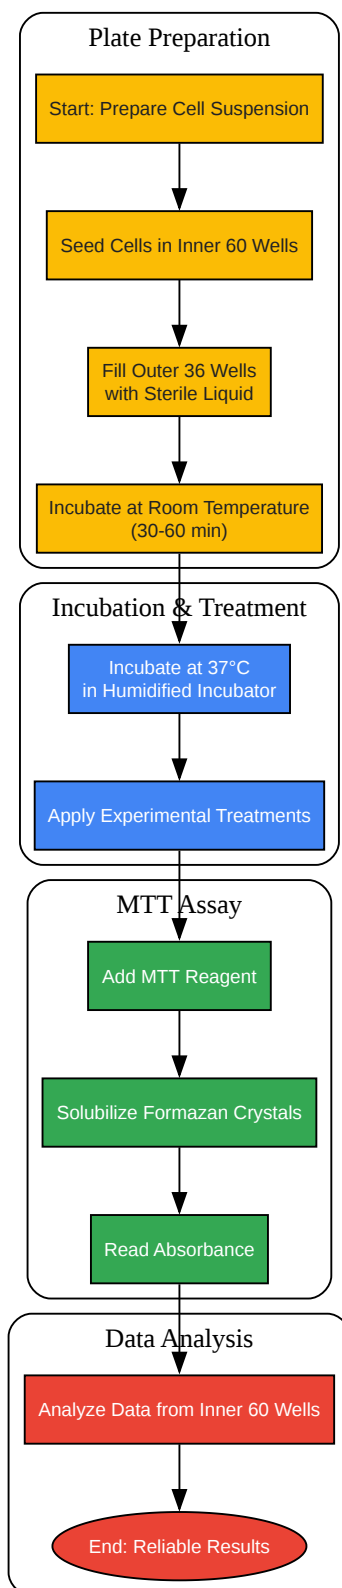 Plate Preparation
Start: Prepare Cell Suspension
Seed Cells in Inner 60 Wells
Fill Outer 36 Wells
with Sterile Liquid
Incubate at Room Temperature
(30-60 min)
Incubation & Treatment
Incubate at 37°C
in Humidified Incubator
Apply Experimental Treatments
MTT Assay
Add MTT Reagent
Solubilize Formazan Crystals
Read Absorbance
Data Analysis
Analyze Data from Inner 60 Wells
End: Reliable Results